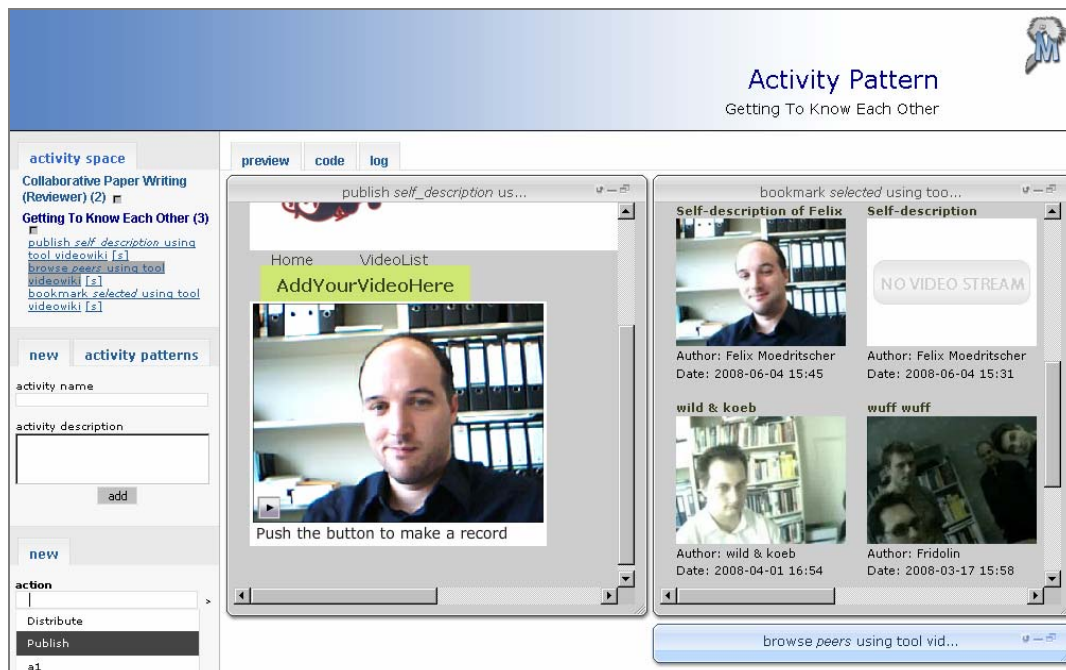 M
Activity Pattern
Getting To Know Each Other
activity space
Collaborative Paper Writing
(Reviewer) (2)
Getting To Know Each Other (3)
publish self_description using
tool videowiki [s]
browse peers using tool
videowiki [s]
bookmark selected using tool
videowiki [s]
new activity patterns
activity name
activity description
add
new
action
>
Distribute
Publish
a1
preview code log
publish self_description us...
Home VideoList
AddYourVideoHere
Push the button to make a record
bookmark selected using too...
Self-description of Felix
Self-description
NO VIDEO STREAM
Author: Felix Moedritscher
Date: 2008-06-04 15:45
Author: Felix Moedritscher
Date: 2008-06-04 15:31
wild & koeb
wuff wuff
Author: wild & koeb
Date: 2008-04-01 16:54
Author: Fridolin
Date: 2008-03-17 15:58
browse peers using tool vid...